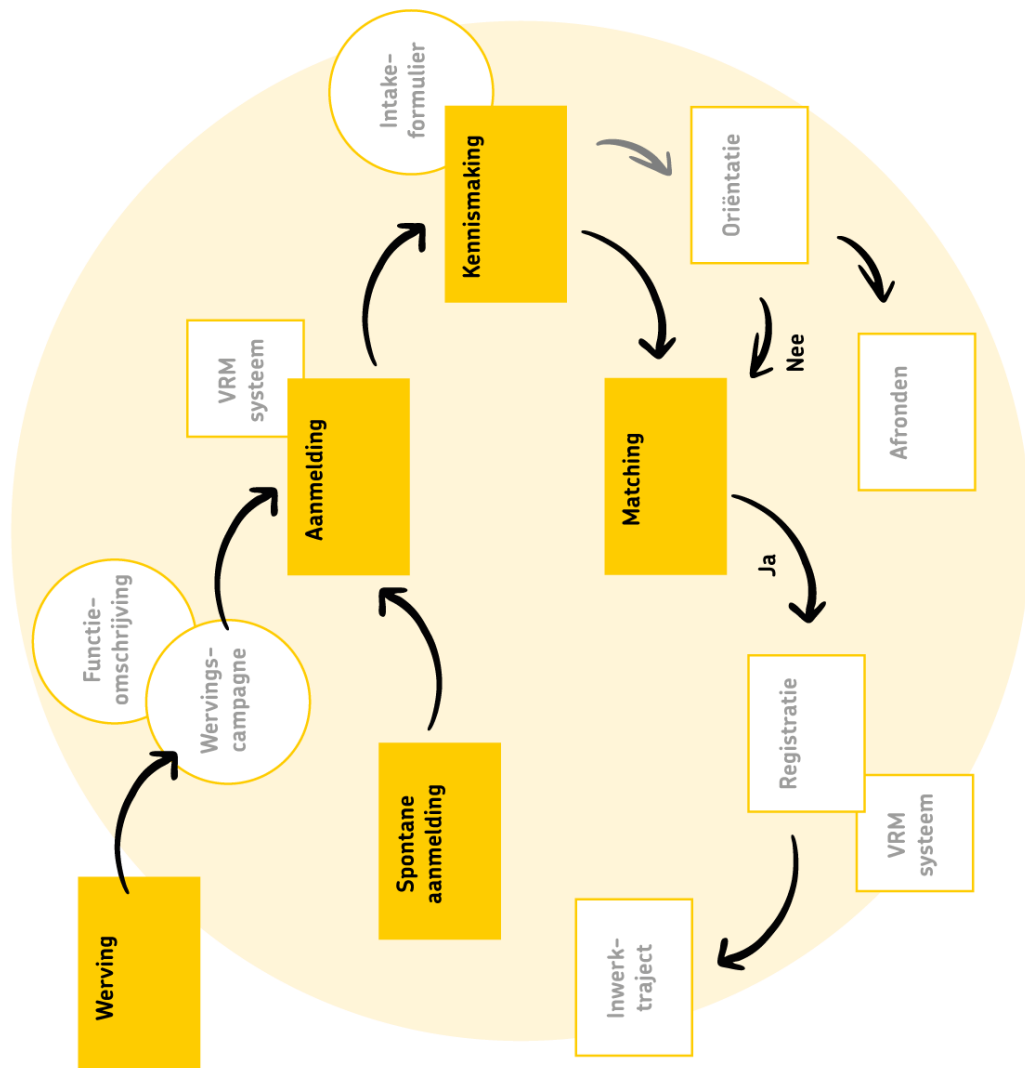 Werving
Functie-
omschrijving
Wervings-
campagne
Spontane
aanmelding
VRM
systeem
Aanmelding
Intake-
formulier
Kennismaking
Oriëntatie
Nee
Afronden
Matching
Ja
Registratie
VRM
systeem
Inwerk-
traject